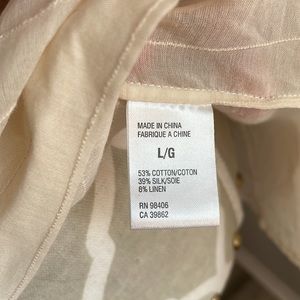 MADE IN CHINA
FABRIQUE A CHINE
L/G
53% COTTON/COTON
39% SILK/SOIE
8% LINEN
RN 98406
CA 39862